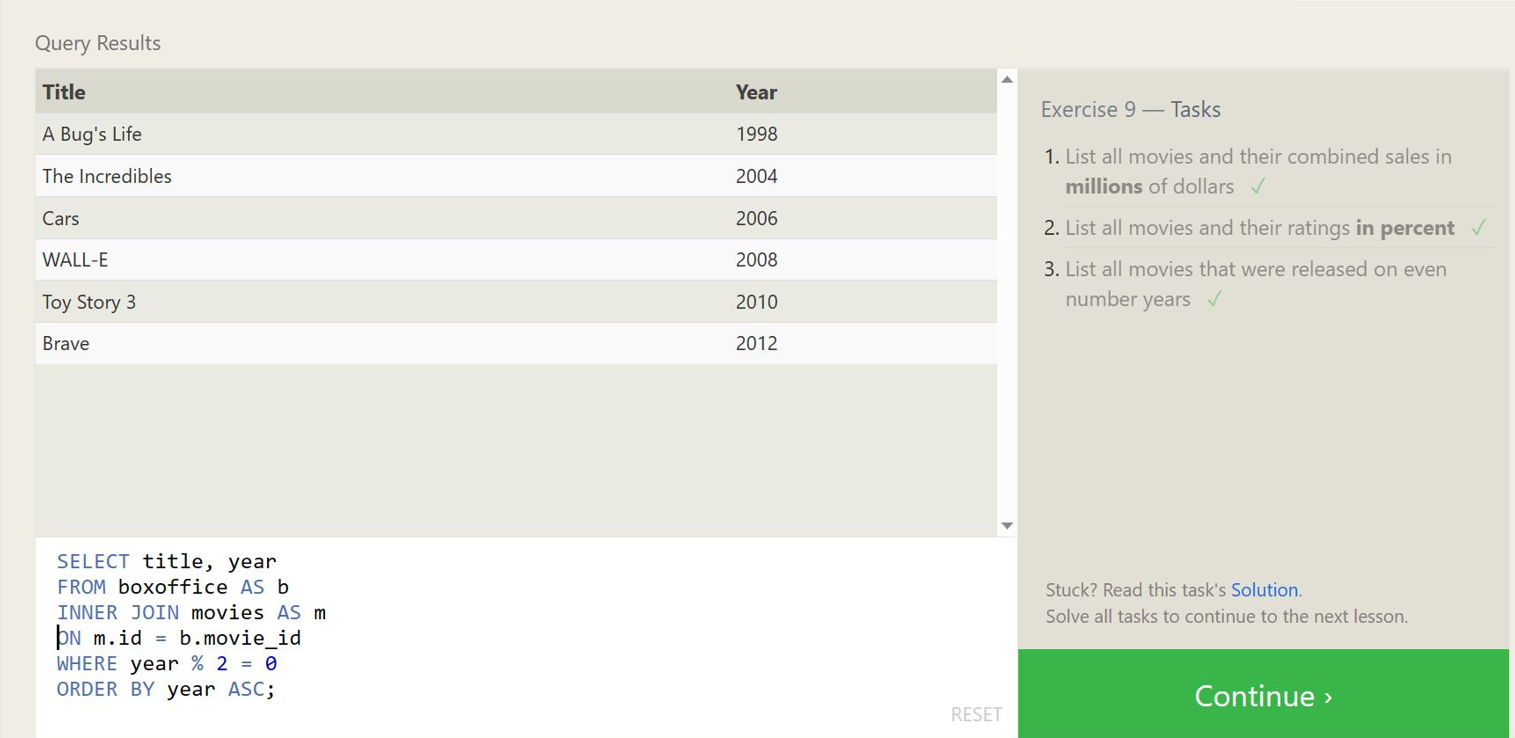 Query Results
Title Year
A Bug's Life 1998
The Incredibles 2004
Cars 2006
WALL-E 2008
Toy Story 3 2010
Brave 2012
SELECT title, year
FROM boxoffice AS b
INNER JOIN movies AS m
ON m.id = b.movie_id
WHERE year % 2 = 0
ORDER BY year ASC;
RESET
Exercise 9 — Tasks
1. List all movies and their combined sales in
millions of dollars ✓
2. List all movies and their ratings in percent ✓
3. List all movies that were released on even
number years ✓
Stuck? Read this task's Solution.
Solve all tasks to continue to the next lesson.
Continue ›